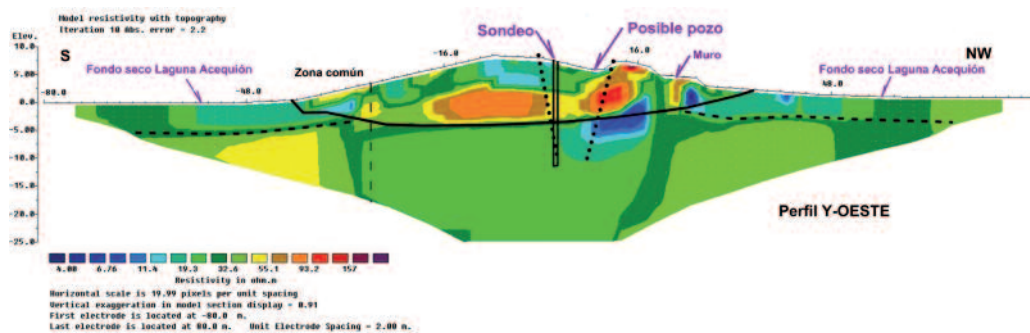 Model resistivity with topography
Iteration 10 Abs. error = 2.2
Elev.
Sondeo
Posible pozo
S
NW
10.0
-16.0
16.0
Muro
5.00
Fondo seco Laguna Acequión
Zona común
Fondo seco Laguna Acequión
-80.0
-48.0
48.0
0.0
-5.00
-10.0
-15.0
Perfil Y-OESTE
-20.0
-25.0
4.00 6.76 11.4 19.3 32.6 55.1 93.2 157
Resistivity in ohm.m
Horizontal scale is 19.99 pixels per unit spacing
Vertical exaggeration in model section display = 0.91
First electrode is located at -80.0 m.
Last electrode is located at 80.0 m. Unit Electrode Spacing = 2.00 m.